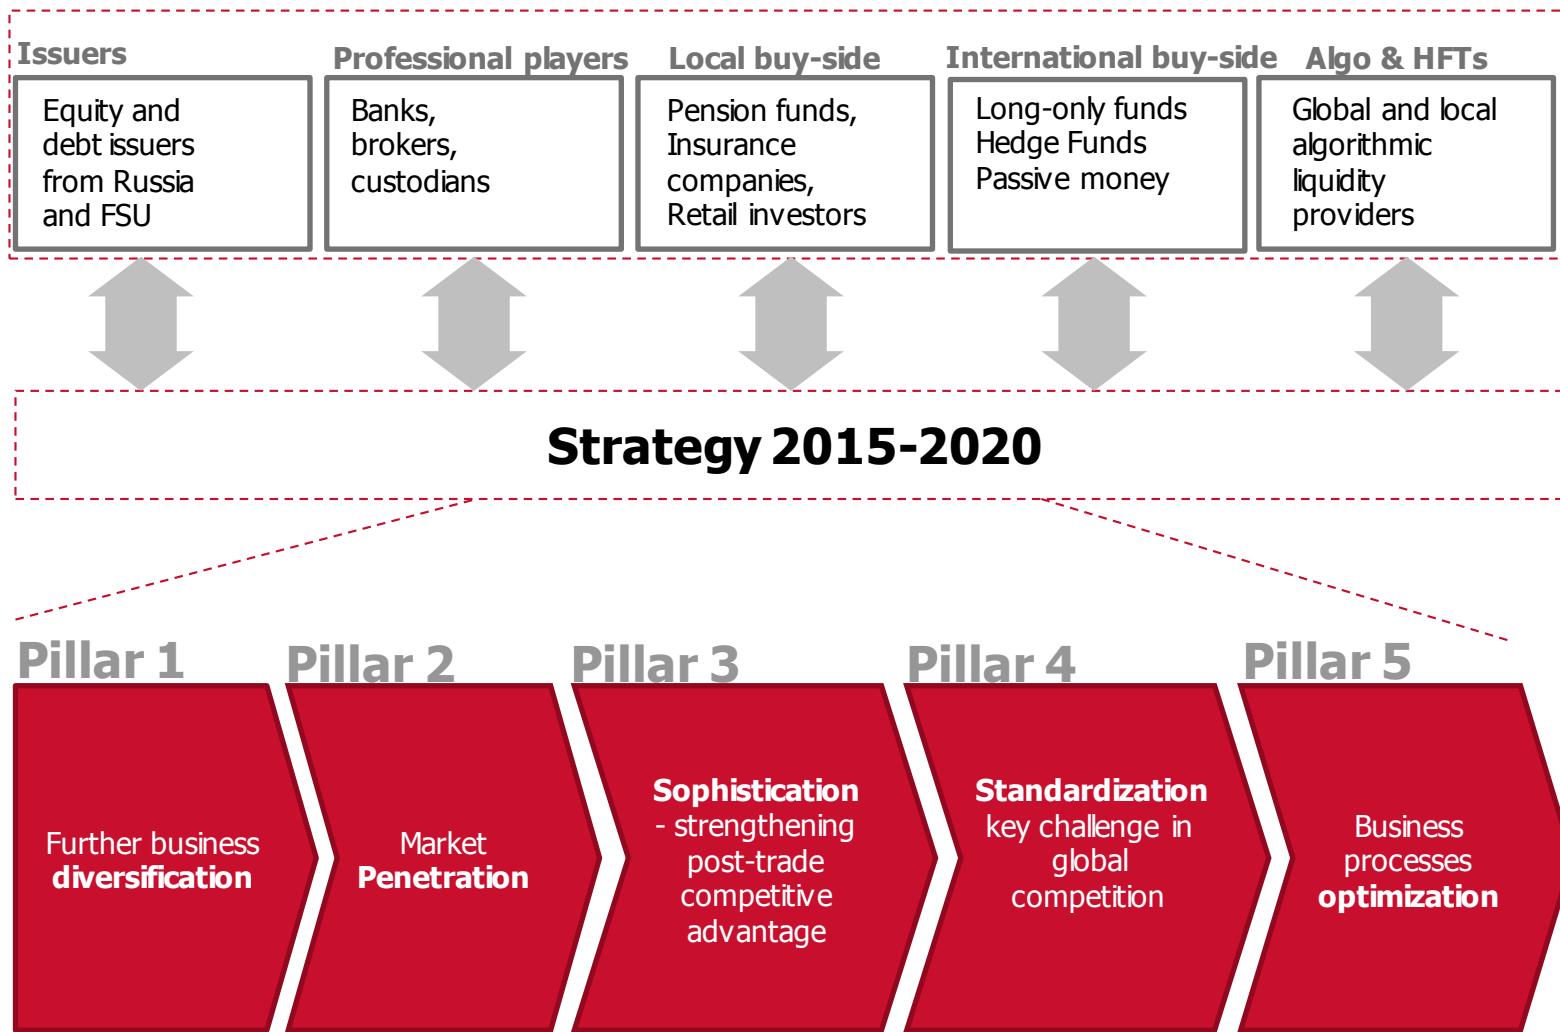 Issuers
Equity and
debt issuers
from Russia
and FSU
Professional players
Banks,
brokers,
custodians
Local buy-side
Pension funds,
Insurance
companies,
Retail investors
International buy-side
Long-only funds
Hedge Funds
Passive money
Algo & HFTs
Global and local
algorithmic
liquidity
providers
Strategy 2015-2020
Pillar 1
Further business
diversification
Pillar 2
Market
Penetration
Pillar 3
Sophistication
- strengthening
post-trade
competitive
advantage
Pillar 4
Standardization
key challenge in
global
competition
Pillar 5
Business
processes
optimization